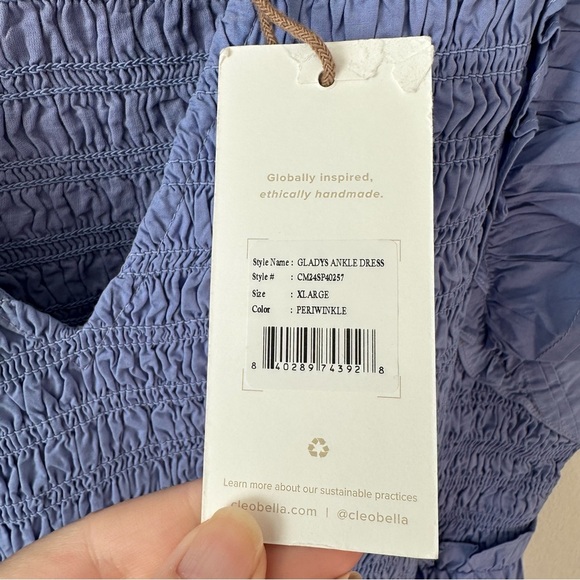 Globally inspired,
ethically handmade.
Style Name : GLADYS ANKLE DRESS
Style # : CM24SP40257
Size : XLARGE
Color : PERIWINKLE
8 40289 74392 8
Learn more about our sustainable practices
cleobella.com | @cleobella